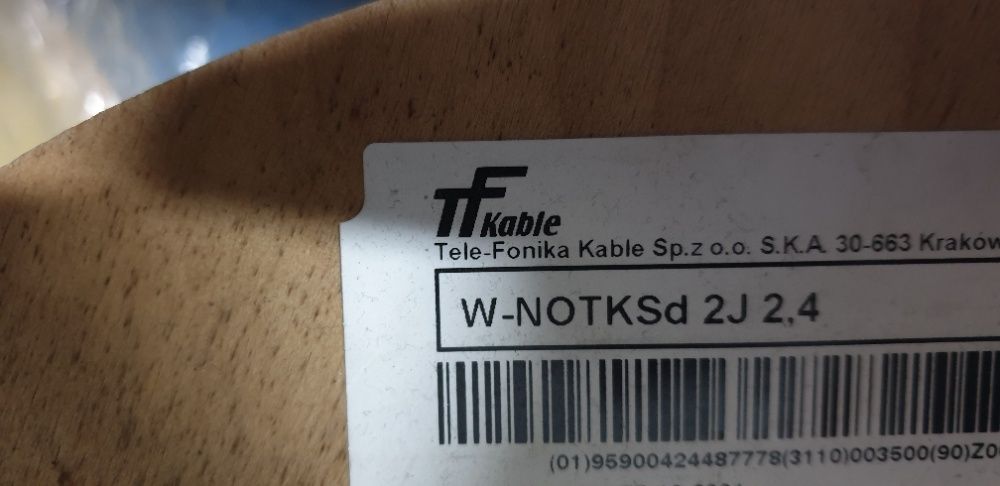 TF Kable
Tele-Fonika Kable Sp.z o.o. S.K.A. 30-663 Kraków
W-NOTKSd 2J 2,4
(01)95900424487778(3110)003500(90)Z0